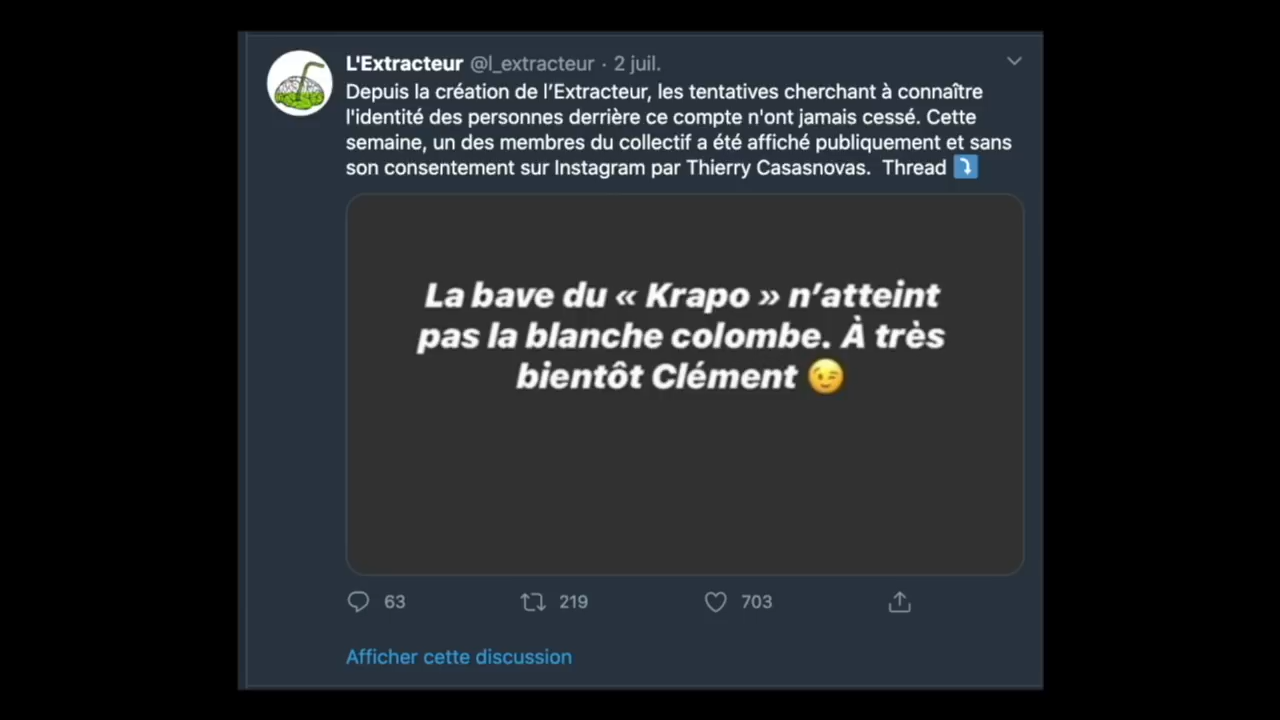 L'Extracteur @l_extracteur · 2 juil.
Depuis la création de l’Extracteur, les tentatives cherchant à connaître
l'identité des personnes derrière ce compte n'ont jamais cessé. Cette
semaine, un des membres du collectif a été affiché publiquement et sans
son consentement sur Instagram par Thierry Casasnovas.  Thread ⤵️
La bave du « Krapo » n’atteint
pas la blanche colombe. À très
bientôt Clément 😉
63 219 703
Afficher cette discussion